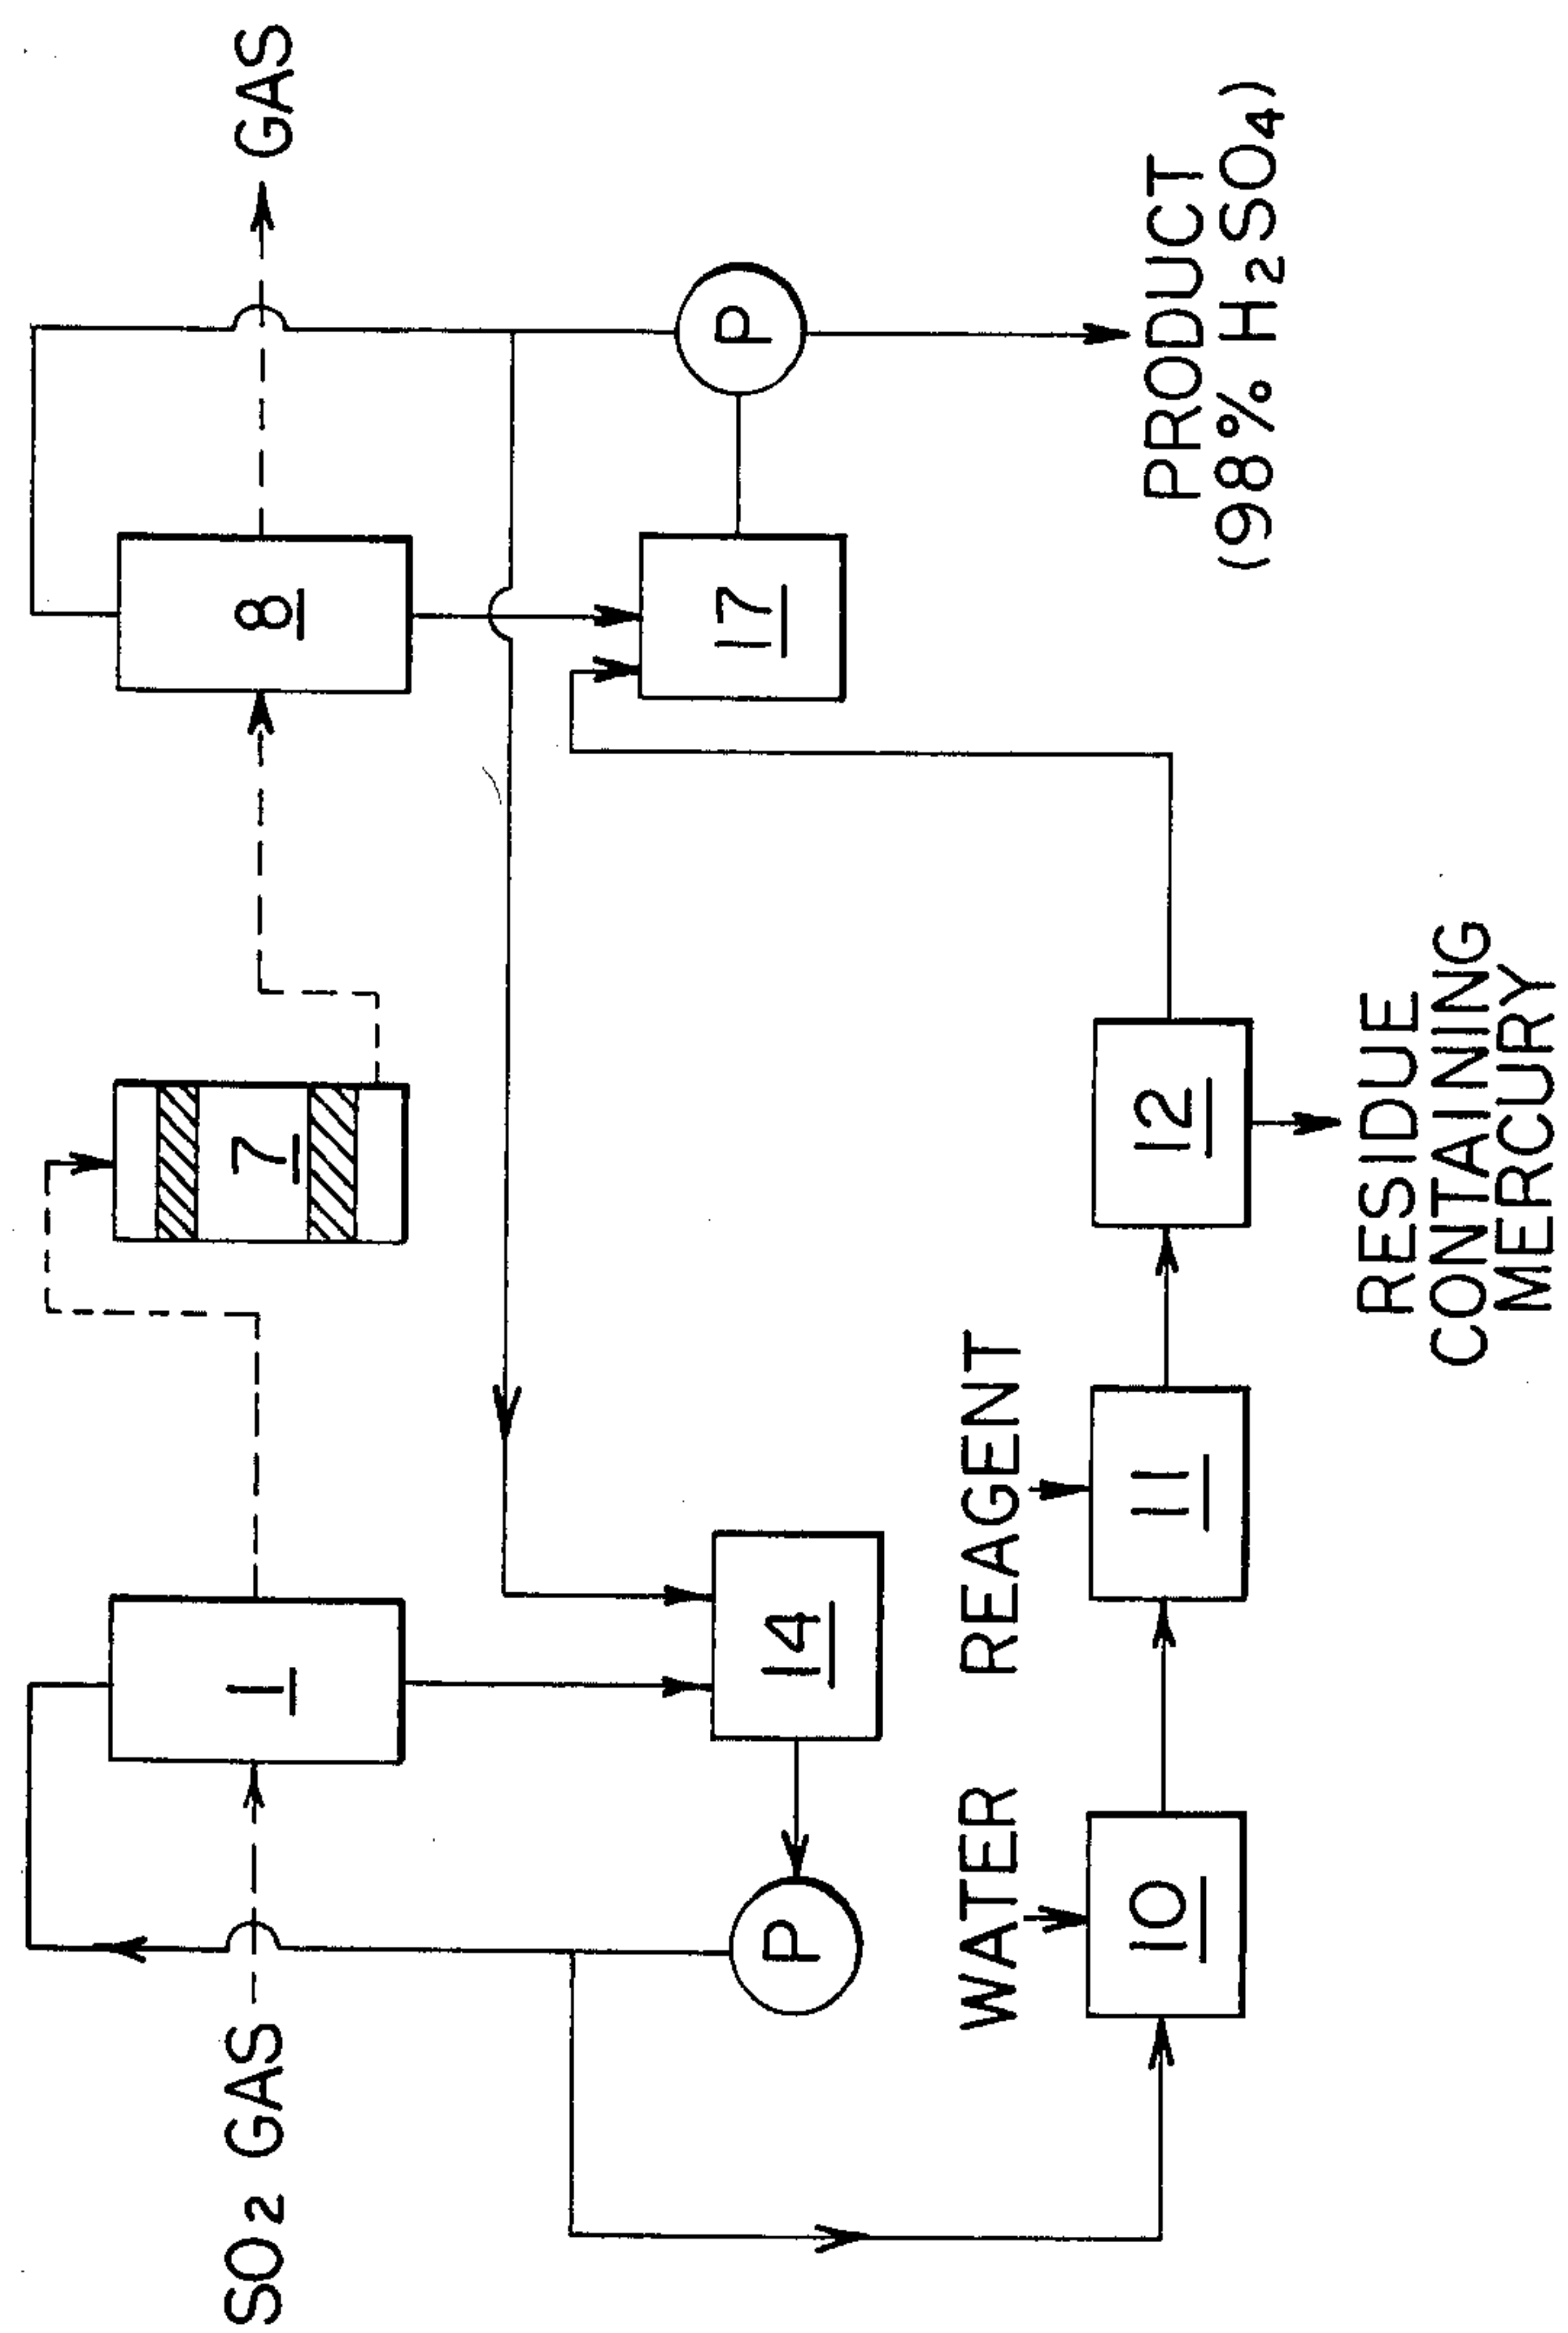 SO2 GAS
GAS
1
7
8
14
P
17
P
WATER
REAGENT
10
11
12
PRODUCT
(98% H2SO4)
RESIDUE
CONTAINING
MERCURY